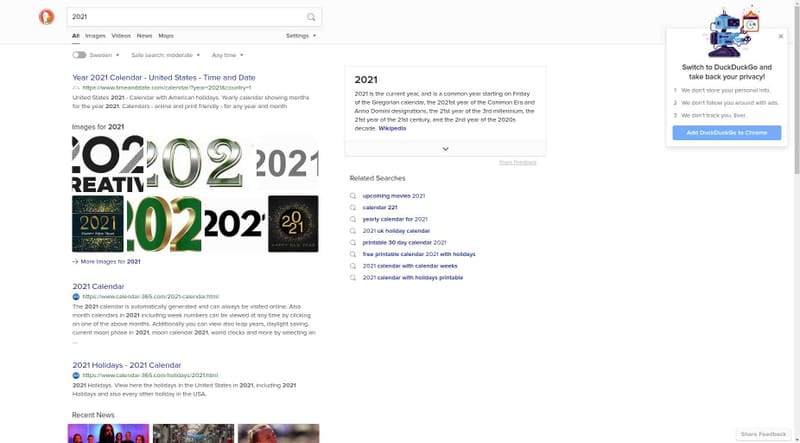 2021
All Images Videos News Maps Settings
Sweden Safe search: moderate Any time
Year 2021 Calendar - United States - Time and Date
https://www.timeanddate.com/calendar/?year=2021&country=1
United States 2021 - Calendar with American holidays. Yearly calendar showing months
for the year 2021. Calendars - online and print friendly - for any year and month
Images for 2021
202
CREATIV
2021
2021
2021
HAPPY NEW YEAR
202
2021
2021
HAPPY NEW YEAR
More Images for 2021
2021 Calendar
https://www.calendar-365.com/2021-calendar.html
The 2021 calendar is automatically generated and can always be visited online. Also
month calendars in 2021 including week numbers can be viewed at any time by clicking
on one of the above months. Additionally you can view also leap years, daylight saving,
current moon phase in 2021, moon calendar 2021, world clocks and more by selecting an
...
2021 Holidays - 2021 Calendar
https://www.calendar-365.com/holidays/2021.html
2021 Holidays. View here the holidays in the United States in 2021, including 2021
Holidays and also every other holiday in the USA.
Recent News
2021
2021 is the current year, and is a common year starting on Friday
of the Gregorian calendar, the 2021st year of the Common Era and
Anno Domini designations, the 21st year of the 3rd millennium, the
21st year of the 21st century, and the 2nd year of the 2020s
decade. Wikipedia
Share Feedback
Related Searches
upcoming movies 2021
calendar 221
yearly calendar for 2021
2021 uk holiday calendar
printable 30 day calendar 2021
free printable calendar 2021 with holidays
2021 calendar with calendar weeks
2021 calendar with holidays printable
Switch to DuckDuckGo and
take back your privacy!
1 We don't store your personal info.
2 We don't follow you around with ads.
3 We don't track you. Ever.
Add DuckDuckGo to Chrome
Share Feedback